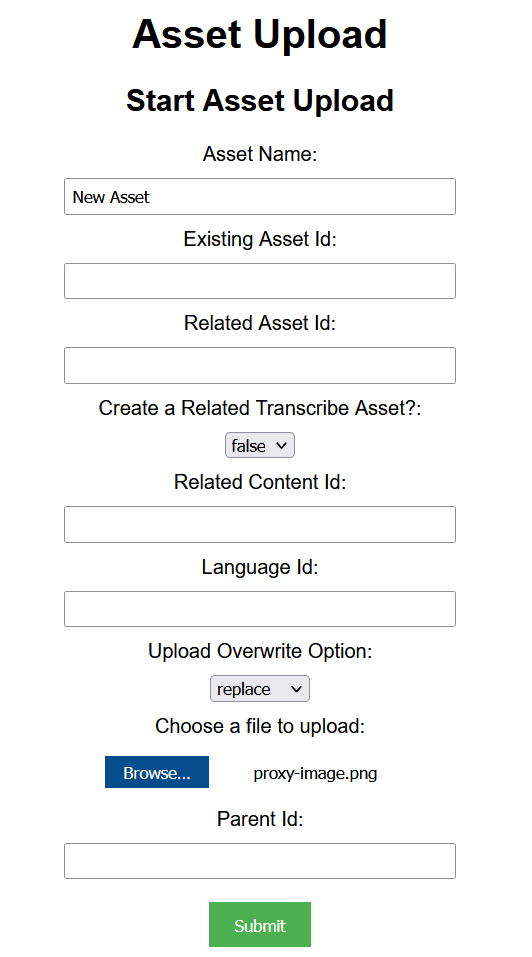 Asset Upload
Start Asset Upload
Asset Name:
New Asset
Existing Asset Id:
Related Asset Id:
Create a Related Transcribe Asset?:
false
Related Content Id:
Language Id:
Upload Overwrite Option:
replace
Choose a file to upload:
Browse... proxy-image.png
Parent Id:
Submit